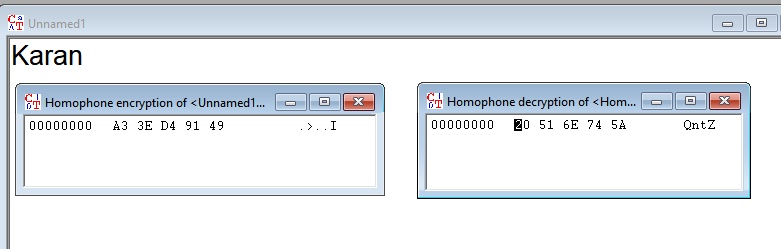 Unnamed1
Karan
Homophone encryption of <Unnamed1...
00000000 A3 3E D4 91 49 .>..I
Homophone decryption of <Hom...
00000000 20 51 6E 74 5A QntZ